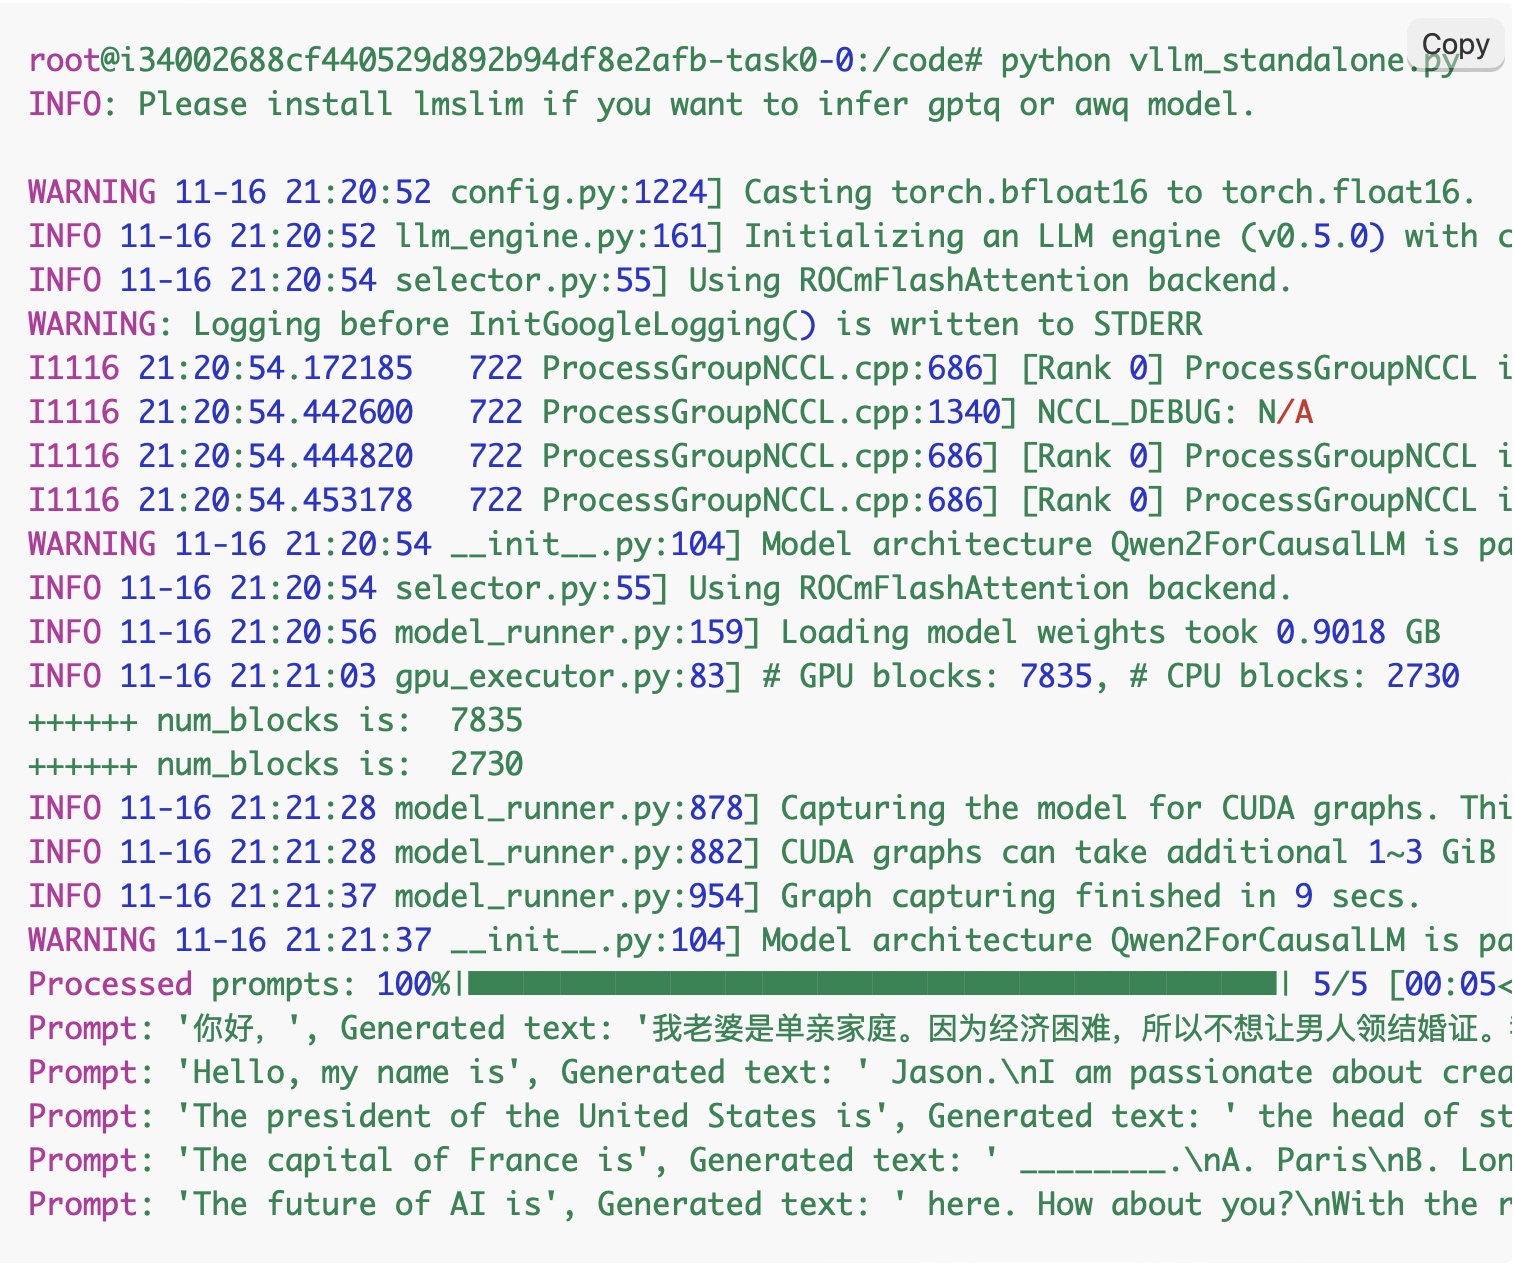 Copy
root@i34002688cf440529d892b94df8e2afb-task0-0:/code# python vllm_standalone.py
INFO: Please install lmslim if you want to infer gptq or awq model.
WARNING 11-16 21:20:52 config.py:1224] Casting torch.bfloat16 to torch.float16.
INFO 11-16 21:20:52 llm_engine.py:161] Initializing an LLM engine (v0.5.0) with c
INFO 11-16 21:20:54 selector.py:55] Using ROCmFlashAttention backend.
WARNING: Logging before InitGoogleLogging() is written to STDERR
I1116 21:20:54.172185   722 ProcessGroupNCCL.cpp:686] [Rank 0] ProcessGroupNCCL i
I1116 21:20:54.442600   722 ProcessGroupNCCL.cpp:1340] NCCL_DEBUG: N/A
I1116 21:20:54.444820   722 ProcessGroupNCCL.cpp:686] [Rank 0] ProcessGroupNCCL i
I1116 21:20:54.453178   722 ProcessGroupNCCL.cpp:686] [Rank 0] ProcessGroupNCCL i
WARNING 11-16 21:20:54 __init__.py:104] Model architecture Qwen2ForCausalLM is pa
INFO 11-16 21:20:54 selector.py:55] Using ROCmFlashAttention backend.
INFO 11-16 21:20:56 model_runner.py:159] Loading model weights took 0.9018 GB
INFO 11-16 21:21:03 gpu_executor.py:83] # GPU blocks: 7835, # CPU blocks: 2730
++++++ num_blocks is:  7835
++++++ num_blocks is:  2730
INFO 11-16 21:21:28 model_runner.py:878] Capturing the model for CUDA graphs. Thi
INFO 11-16 21:21:28 model_runner.py:882] CUDA graphs can take additional 1~3 GiB
INFO 11-16 21:21:37 model_runner.py:954] Graph capturing finished in 9 secs.
WARNING 11-16 21:21:37 __init__.py:104] Model architecture Qwen2ForCausalLM is pa
Processed prompts: 100%|██████████████████████| 5/5 [00:05<
Prompt: '你好，', Generated text: '我老婆是单亲家庭。因为经济困难，所以不想让男人领结婚证。
Prompt: 'Hello, my name is', Generated text: ' Jason.\nI am passionate about crea
Prompt: 'The president of the United States is', Generated text: ' the head of st
Prompt: 'The capital of France is', Generated text: ' ________.\nA. Paris\nB. Lon
Prompt: 'The future of AI is', Generated text: ' here. How about you?\nWith the r